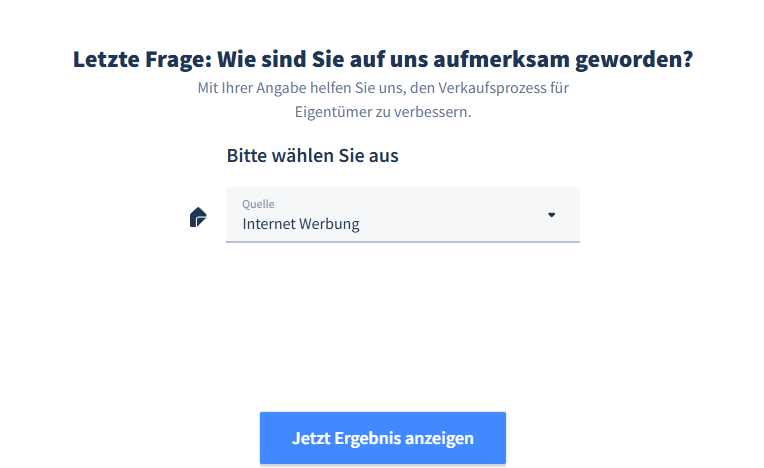 Letzte Frage: Wie sind Sie auf uns aufmerksam geworden?
Mit Ihrer Angabe helfen Sie uns, den Verkaufsprozess für
Eigentümer zu verbessern.
Bitte wählen Sie aus
Quelle
Internet Werbung
Jetzt Ergebnis anzeigen